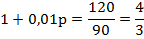 1 + 0,01p = 120/90 = 4/3